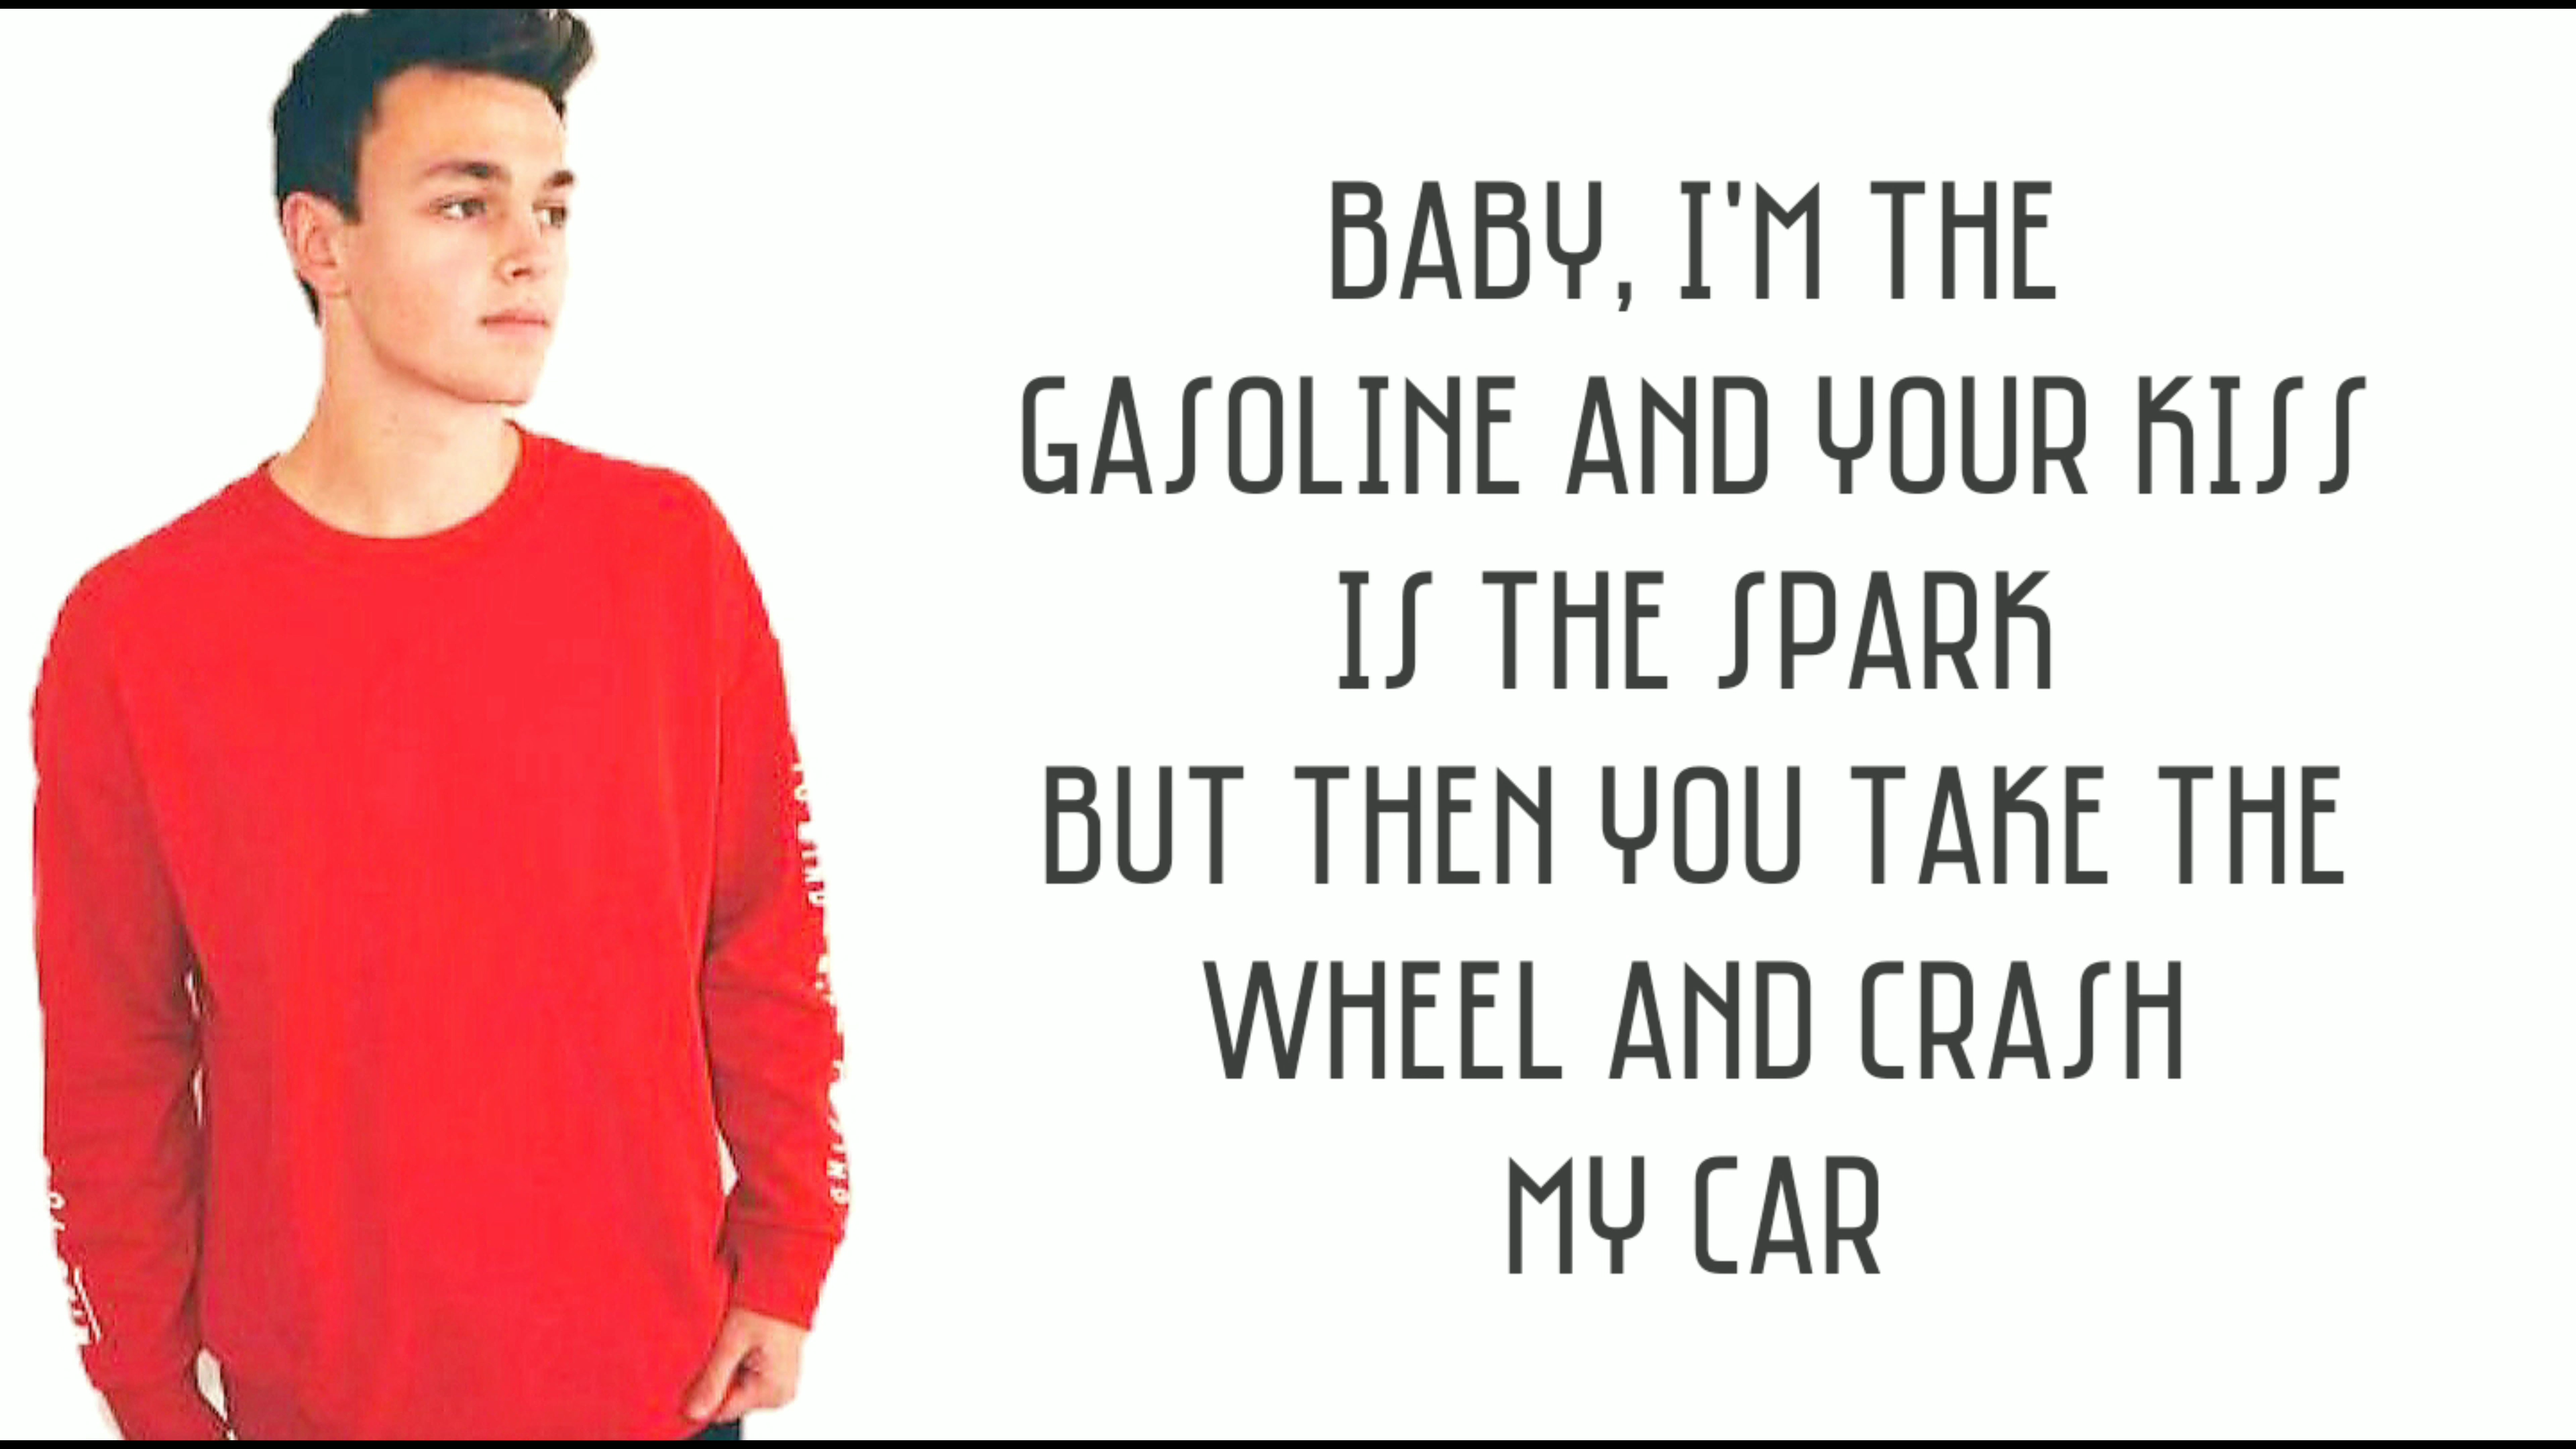 BABY, I'M THE
GASOLINE AND YOUR KISS
IS THE SPARK
BUT THEN YOU TAKE THE
WHEEL AND CRASH
MY CAR